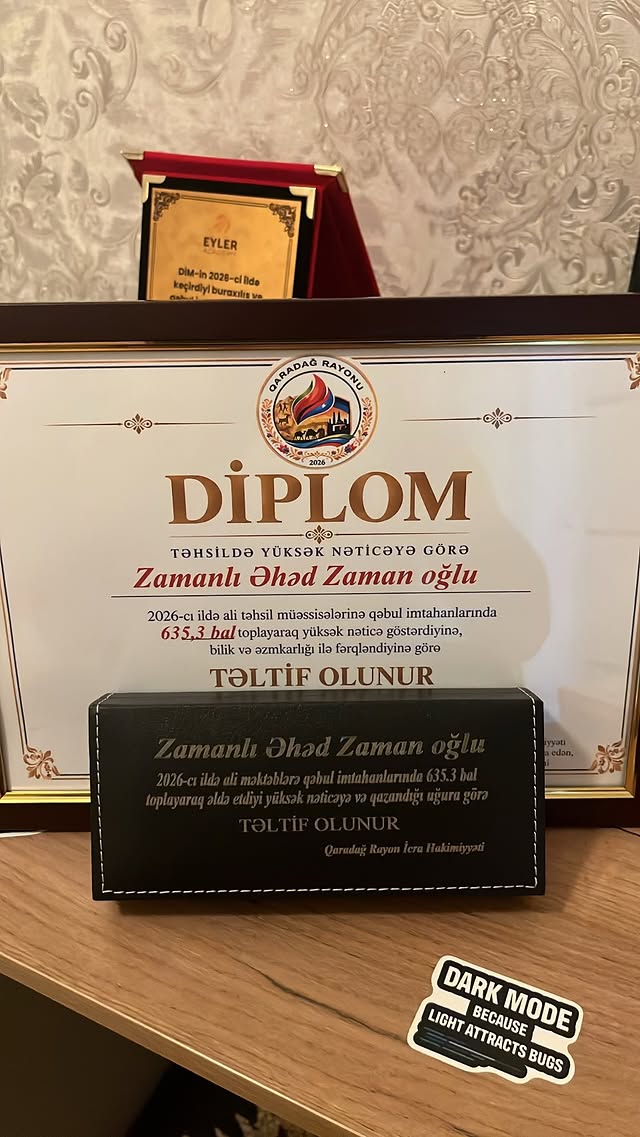 EYLER
DİM-in 2026-ci ildə
keçirdiyi buraxılış və
QARADAĞ RAYONU
2026
DİPLOM
TƏHSİLDƏ YÜKSƏK NƏTİCƏYƏ GÖRƏ
Zamanlı Əhəd Zaman oğlu
2026-cı ildə ali təhsil müəssisələrinə qəbul imtahanlarında
635,3 bal toplayaraq yüksək nəticə göstərdiyinə,
bilik və əzmkarlığı ilə fərqləndiyinə görə
TƏLTİF OLUNUR
Zamanlı Əhəd Zaman oğlu
2026-cı ildə ali məktəblərə qəbul imtahanlarında 635.3 bal
toplayaraq əldə etdiyi yüksək nəticəyə və qazandığı uğura görə
TƏLTİF OLUNUR
Qaradağ Rayon İcra Hakimiyyəti
DARK MODE
BECAUSE
LIGHT ATTRACTS BUGS